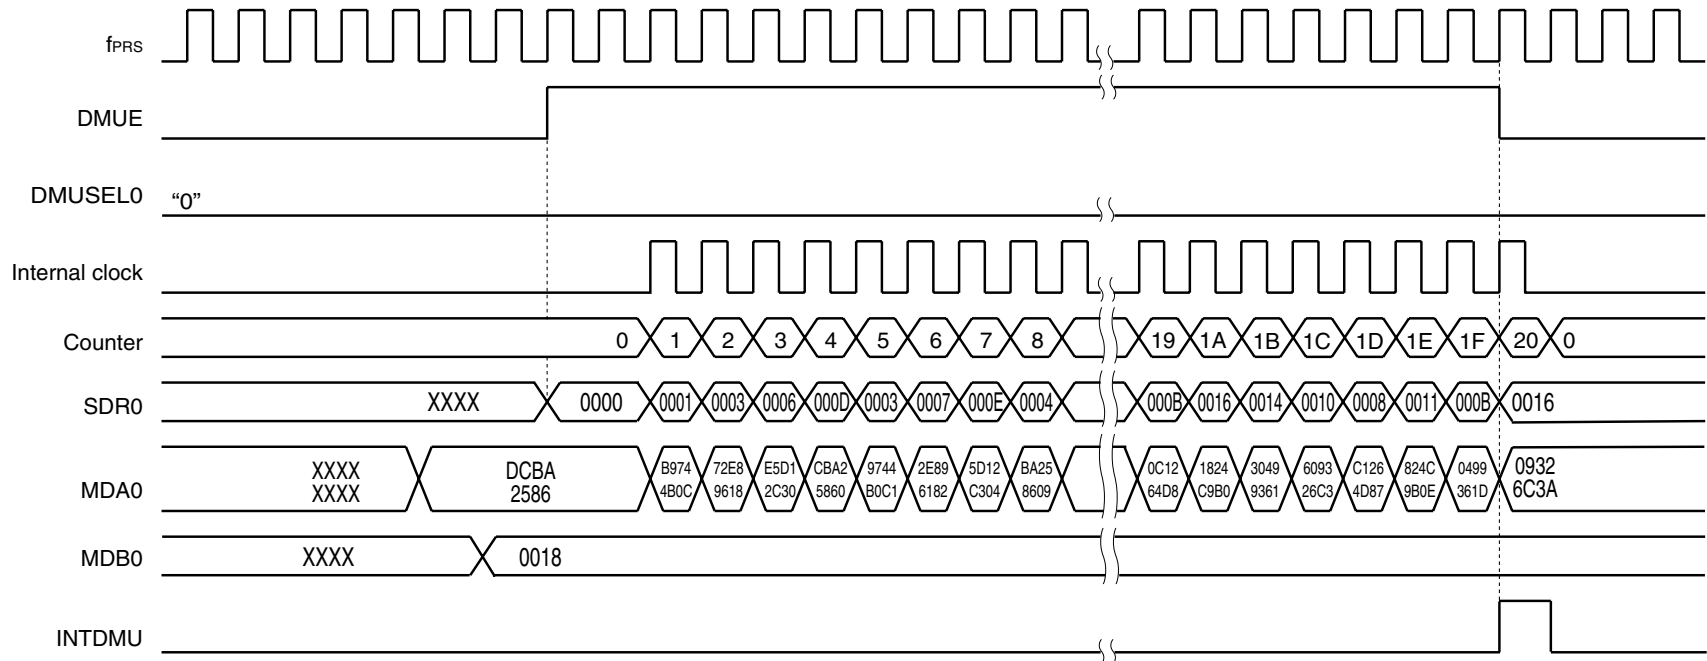 fPRS
DMUE
DMUSEL0 “0”
Internal clock
Counter 0 1 2 3 4 5 6 7 8 19 1A 1B 1C 1D 1E 1F 20 0
SDR0 XXXX 0000 0001 0003 0006 000D 0003 0007 000E 0004 000B 0016 0014 0010 0008 0011 000B 0016
XXXX DCBA B974 72E8 E5D1 CBA2 9744 2E89 5D12 BA25 0C12 1824 3049 6093 C126 824C 0499 0932
MDA0 XXXX 2586 4B0C 9618 2C30 5860 B0C1 6182 C304 8609 64D8 C9B0 9361 26C3 4D87 9B0E 361D 6C3A
MDB0 XXXX 0018
INTDMU